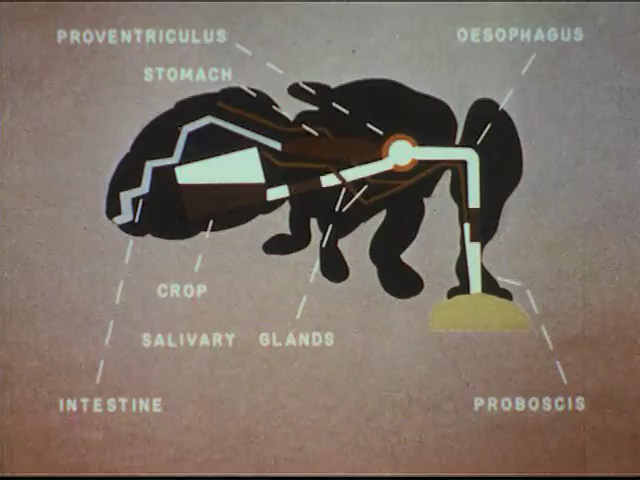 PROVENTRICULUS
OESOPHAGUS
STOMACH
CROP
SALIVARY GLANDS
INTESTINE
PROBOSCIS